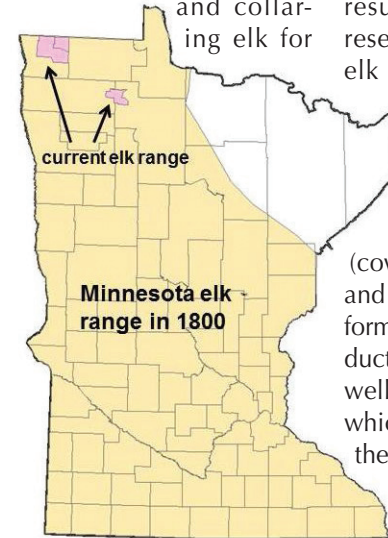 and collar-
ing elk for
resu
rese
elk
current elk range
Minnesota elk
range in 1800
(cov
and
form
duct
well
whic
the